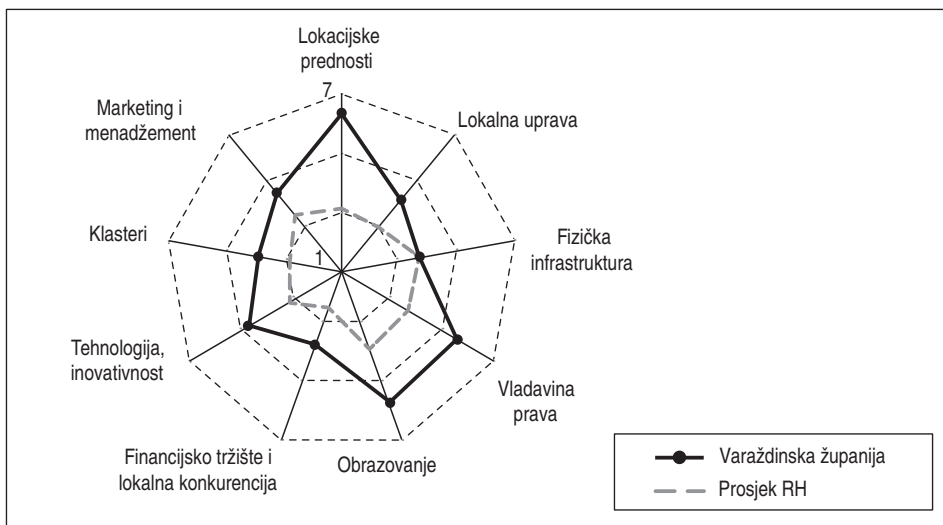 Lokacijske
prednosti
7
Marketing i
menadžment
Lokalna uprava
Klasteri
Fizička
infrastruktura
1
Tehnologija,
inovativnost
Vladavina
prava
Financijsko tržište i
lokalna konkurencija
Obrazovanje
Varaždinska županija
Prosjek RH